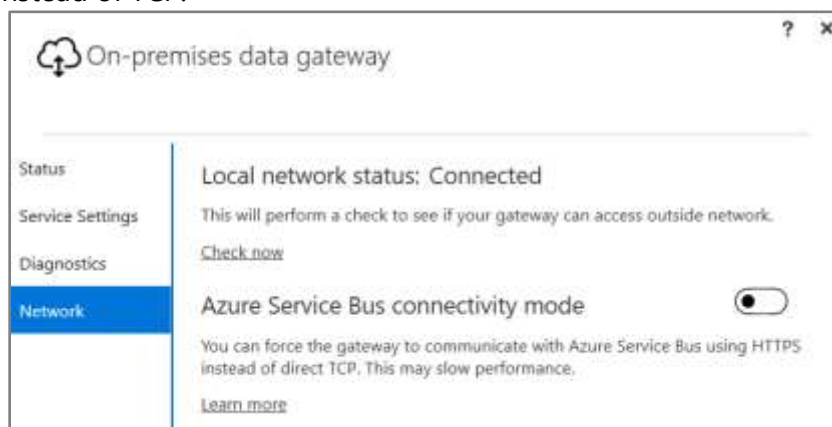 instead of TCP.
? ×
On-premises data gateway
Status
Service Settings
Diagnostics
Network
Local network status: Connected
This will perform a check to see if your gateway can access outside network.
Check now
Azure Service Bus connectivity mode
You can force the gateway to communicate with Azure Service Bus using HTTPS
instead of direct TCP. This may slow performance.
Learn more